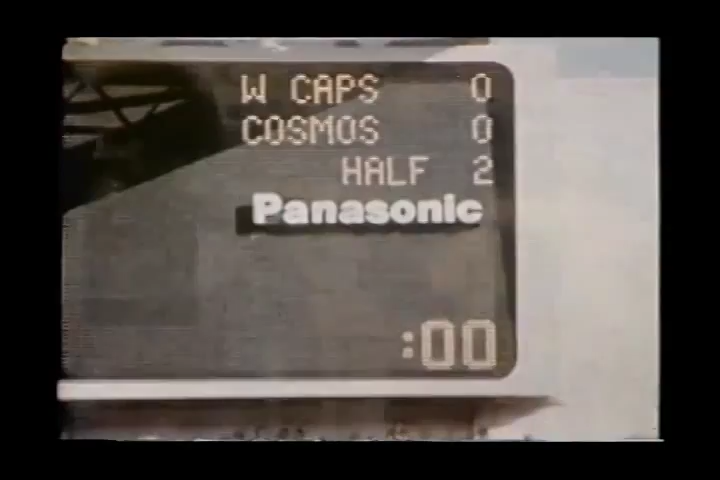 W CAPS 0
COSMOS 0
HALF 2
Panasonic
:00